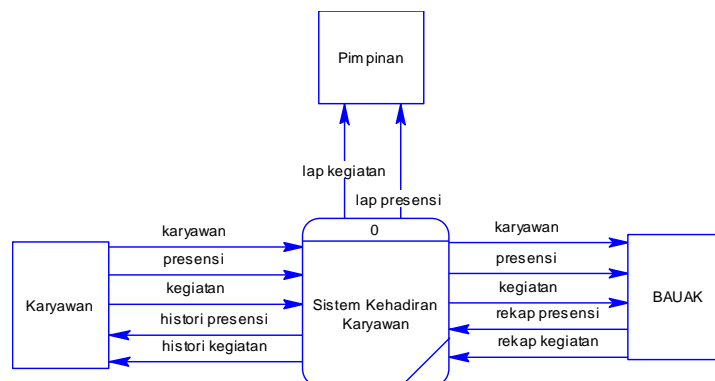 Pimpinan
lap kegiatan
lap presensi
0
Sistem Kehadiran
Karyawan
Karyawan
karyawan
presensi
kegiatan
histori presensi
histori kegiatan
karyawan
presensi
kegiatan
rekap presensi
rekap kegiatan
BAUAK